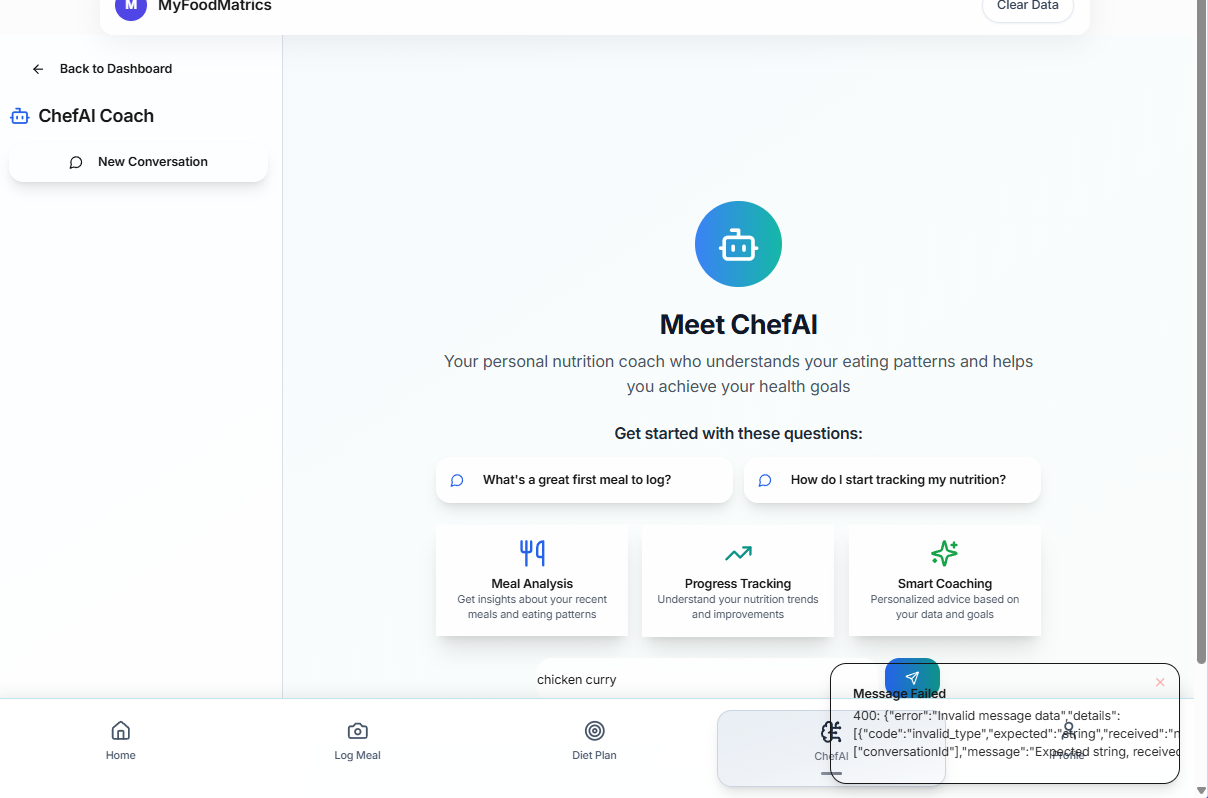 M MyFoodMatrics
Clear Data
Back to Dashboard
ChefAI Coach
New Conversation
Meet ChefAI
Your personal nutrition coach who understands your eating patterns and helps
you achieve your health goals
Get started with these questions:
What's a great first meal to log?
How do I start tracking my nutrition?
Meal Analysis
Get insights about your recent
meals and eating patterns
Progress Tracking
Understand your nutrition trends
and improvements
Smart Coaching
Personalized advice based on
your data and goals
chicken curry
Message Failed
400: {"error":"Invalid message data","details":
[{"code":"invalid_type","expected":"string","received":"
["conversationId"],"message":"Expected string, received
Home
Log Meal
Diet Plan
ChefAI
Profile